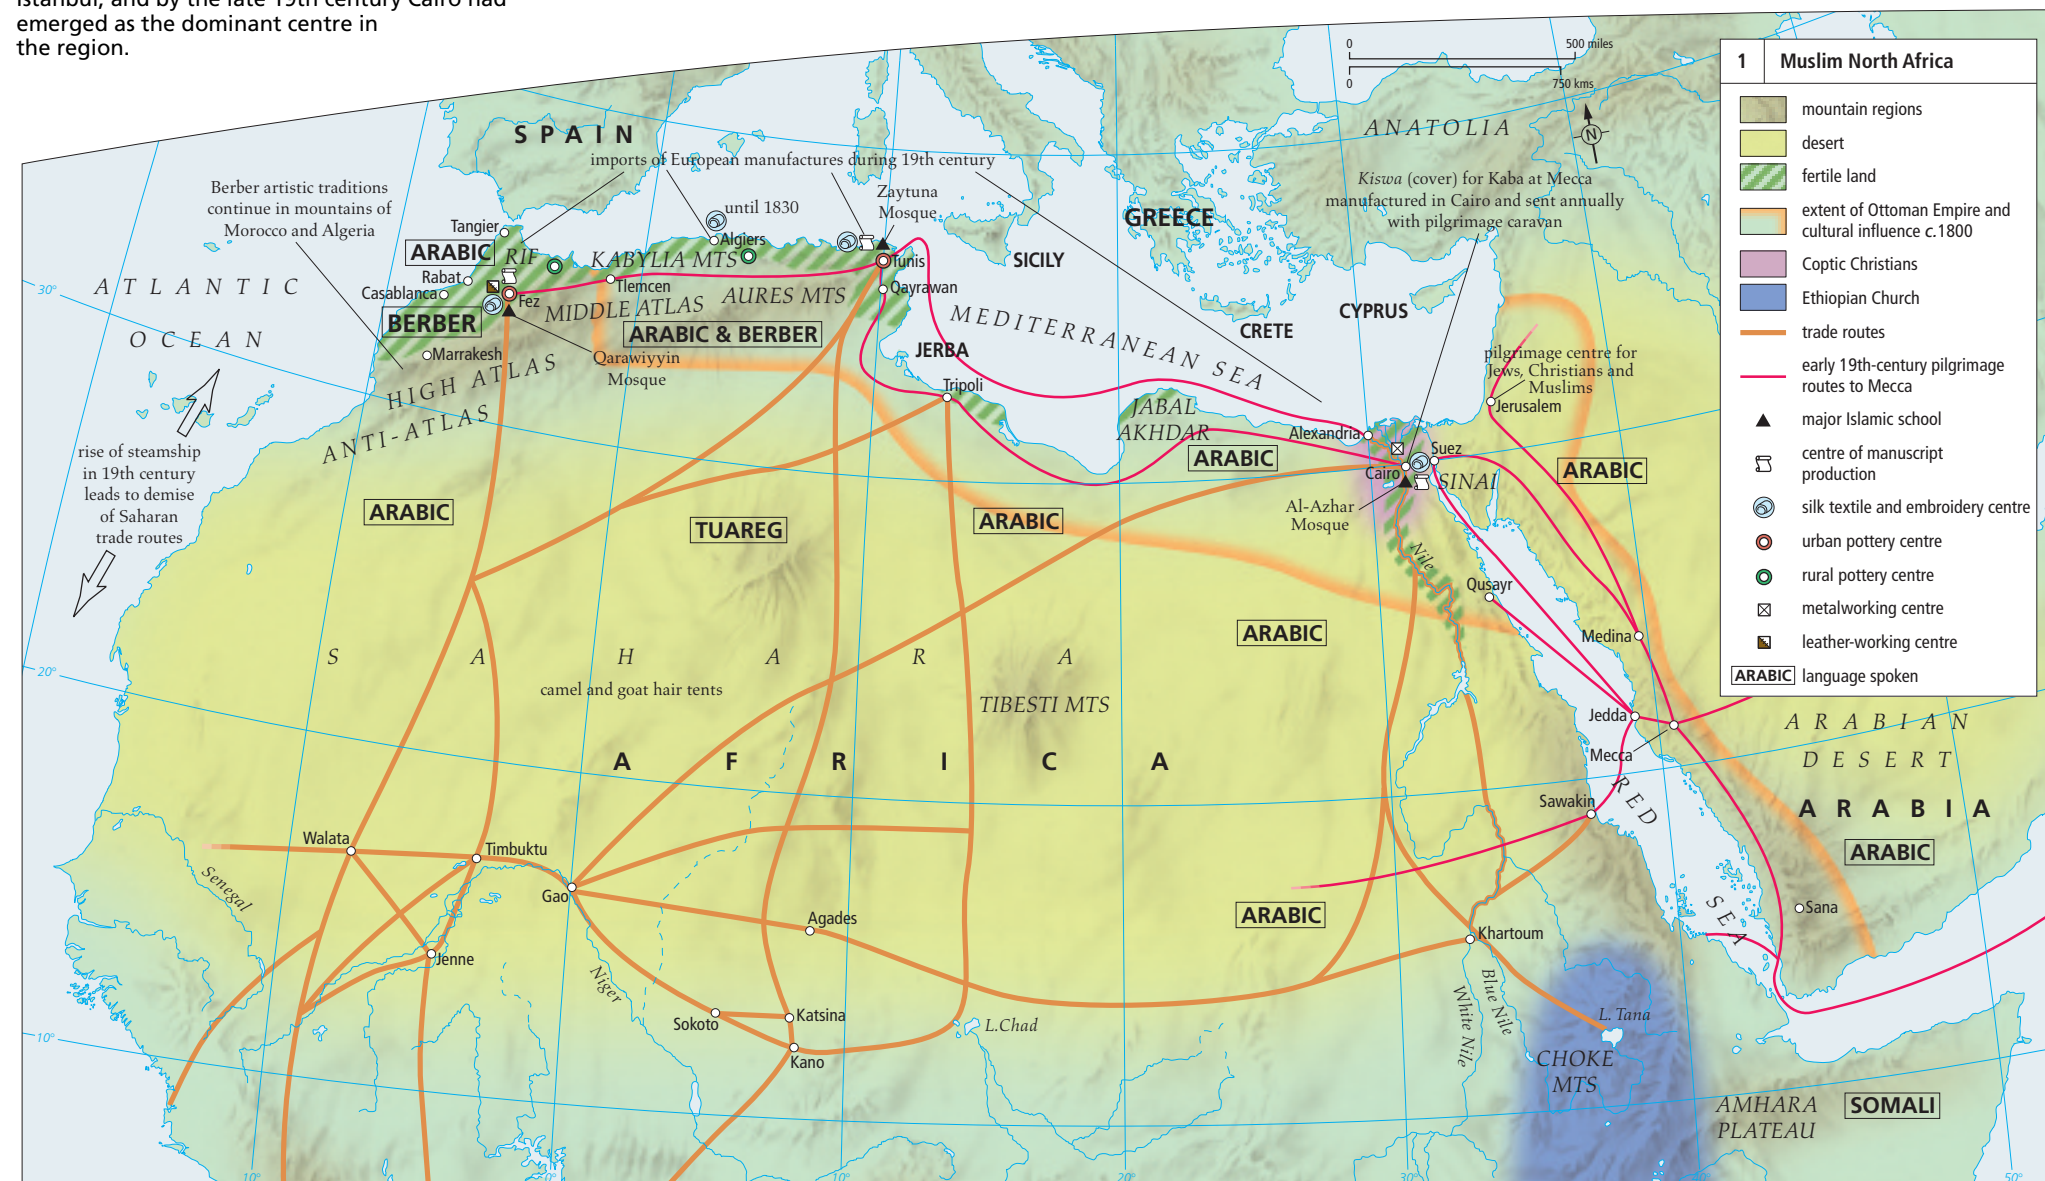 Istanbul, and by the late 19th century Cairo had
emerged as the dominant centre in
the region.
0
500 miles
0
750 kms
N
1
Muslim North Africa
mountain regions
desert
fertile land
extent of Ottoman Empire and
cultural influence c.1800
Coptic Christians
Ethiopian Church
trade routes
early 19th-century pilgrimage
routes to Mecca
major Islamic school
centre of manuscript
production
silk textile and embroidery centre
urban pottery centre
rural pottery centre
metalworking centre
leather-working centre
ARABIC
language spoken
SPAIN
ANATOLIA
imports of European manufactures during 19th century
Berber artistic traditions
continue in mountains of
Morocco and Algeria
Kiswa (cover) for Kaba at Mecca
manufactured in Cairo and sent annually
with pilgrimage caravan
Zaytuna
Mosque
until 1830
GREECE
Tangier
Algiers
ARABIC
RIF
KABYLIA MTS
Tunis
SICILY
Rabat
Casablanca
Fez
Tlemcen
Qayrawan
ATLANTIC
OCEAN
30°
MIDDLE ATLAS
AURES MTS
BERBER
ARABIC & BERBER
MEDITERRANEAN SEA
CRETE
CYPRUS
Marrakesh
Qarawiyyin
Mosque
JERBA
HIGH ATLAS
Tripoli
pilgrimage centre for
Jews, Christians and
Muslims
Jerusalem
ANTI-ATLAS
JABAL
AKHDAR
Alexandria
Suez
ARABIC
Cairo
SINAI
ARABIC
rise of steamship
in 19th century
leads to demise
of Saharan
trade routes
ARABIC
TUAREG
ARABIC
Al-Azhar
Mosque
Nile
Qusayr
ARABIC
Medina
20°
SAHARA
camel and goat hair tents
TIBESTI MTS
Jedda
Mecca
ARABIAN
DESERT
AFRICA
Sawakin
RED
SEA
ARABIA
ARABIC
Walata
Timbuktu
Senegal
Gao
Agades
ARABIC
Sana
Khartoum
Jenne
Niger
Blue Nile
White Nile
Sokoto
Katsina
L.Chad
L. Tana
10°
Kano
CHOKE
MTS
AMHARA
PLATEAU
SOMALI
10°
0°
10°
20°
30°
50°